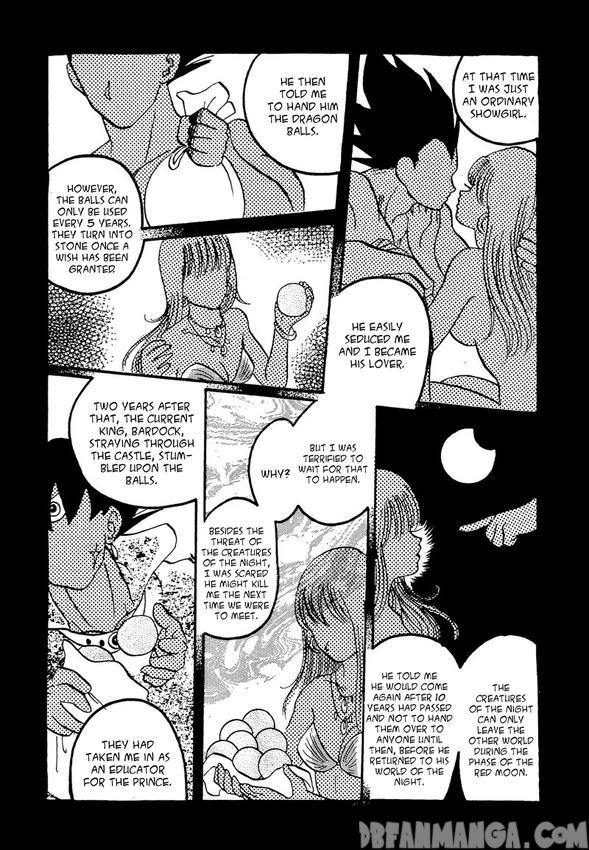 AT THAT TIME
I WAS JUST
AN ORDINARY
SHOWGIRL.
HE EASILY
SEDUCED ME
AND I BECAME
HIS LOVER.
HE THEN
TOLD ME
TO HAND HIM
THE DRAGON
BALLS.
HOWEVER,
THE BALLS CAN
ONLY BE USED
EVERY 5 YEARS.
THEY TURN INTO
STONE ONCE A
WISH HAS BEEN
GRANTED
THE
CREATURES
OF THE
NIGHT CAN
ONLY LEAVE
THE OTHER
WORLD
DURING THE
PHASE OF THE
RED MOON.
HE TOLD ME
HE WOULD COME
AGAIN AFTER 10
YEARS HAD PASSED
AND NOT TO HAND
THEM OVER TO
ANYONE UNTIL
THEN, BEFORE HE
RETURNED TO HIS
WORLD OF THE
NIGHT.
BUT I WAS
TERRIFIED TO
WAIT FOR THAT
TO HAPPEN.
WHY?
BESIDES THE
THREAT OF
THE CREATURES
OF THE NIGHT,
I WAS SCARED
HE MIGHT KILL
ME THE NEXT
TIME WE WERE
TO MEET.
TWO YEARS AFTER
THAT, THE CURRENT
KING, BARDOCK,
STRAYING THROUGH
THE CASTLE, STUM-
BLED UPON THE
BALLS.
THEY HAD
TAKEN ME IN AS
AN EDUCATOR
FOR THE PRINCE.
DBFANMANGA.COM